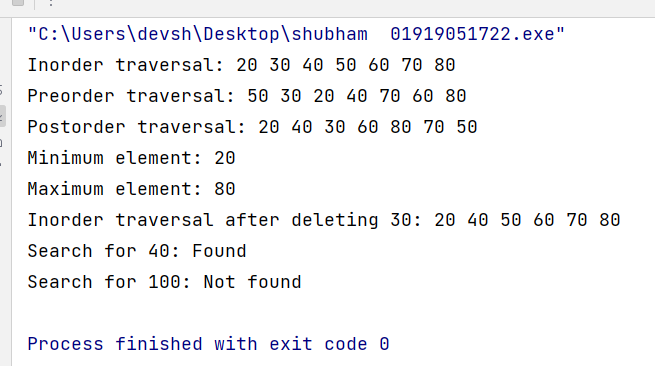 "C:\Users\devsh\Desktop\shubham  01919051722.exe"
Inorder traversal: 20 30 40 50 60 70 80
Preorder traversal: 50 30 20 40 70 60 80
Postorder traversal: 20 40 30 60 80 70 50
Minimum element: 20
Maximum element: 80
Inorder traversal after deleting 30: 20 40 50 60 70 80
Search for 40: Found
Search for 100: Not found
Process finished with exit code 0